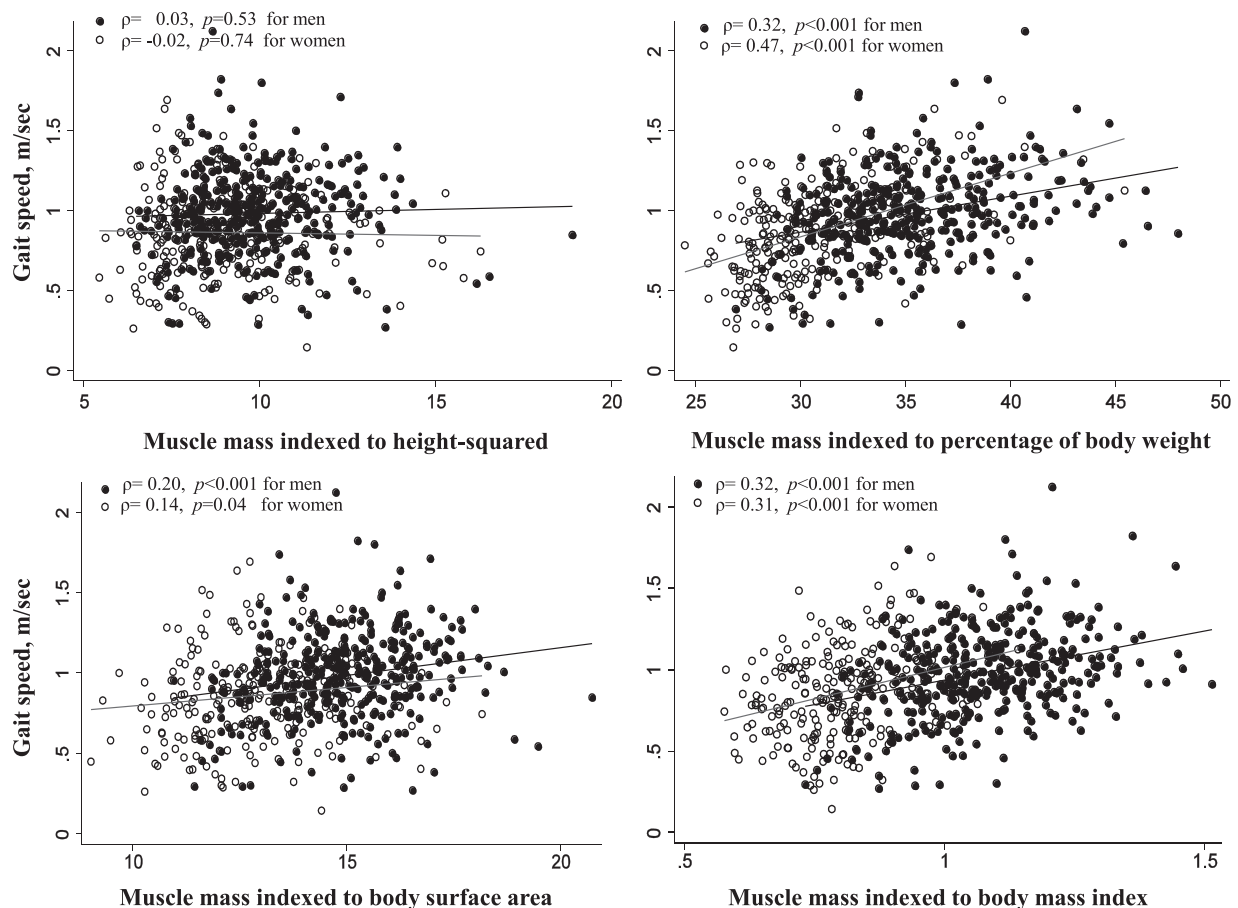 ρ= 0.03, p=0.53 for men
ρ= -0.02, p=0.74 for women
2
1.5
1
.5
0
Gait speed, m/sec
5
10
15
20
Muscle mass indexed to height-squared
ρ= 0.32, p<0.001 for men
ρ= 0.47, p<0.001 for women
2
1.5
1
.5
0
25
30
35
40
45
50
Muscle mass indexed to percentage of body weight
ρ= 0.20, p<0.001 for men
ρ= 0.14, p=0.04 for women
2
1.5
1
.5
0
Gait speed, m/sec
10
15
20
Muscle mass indexed to body surface area
ρ= 0.32, p<0.001 for men
ρ= 0.31, p<0.001 for women
2
1.5
1
.5
0
.5
1
1.5
Muscle mass indexed to body mass index